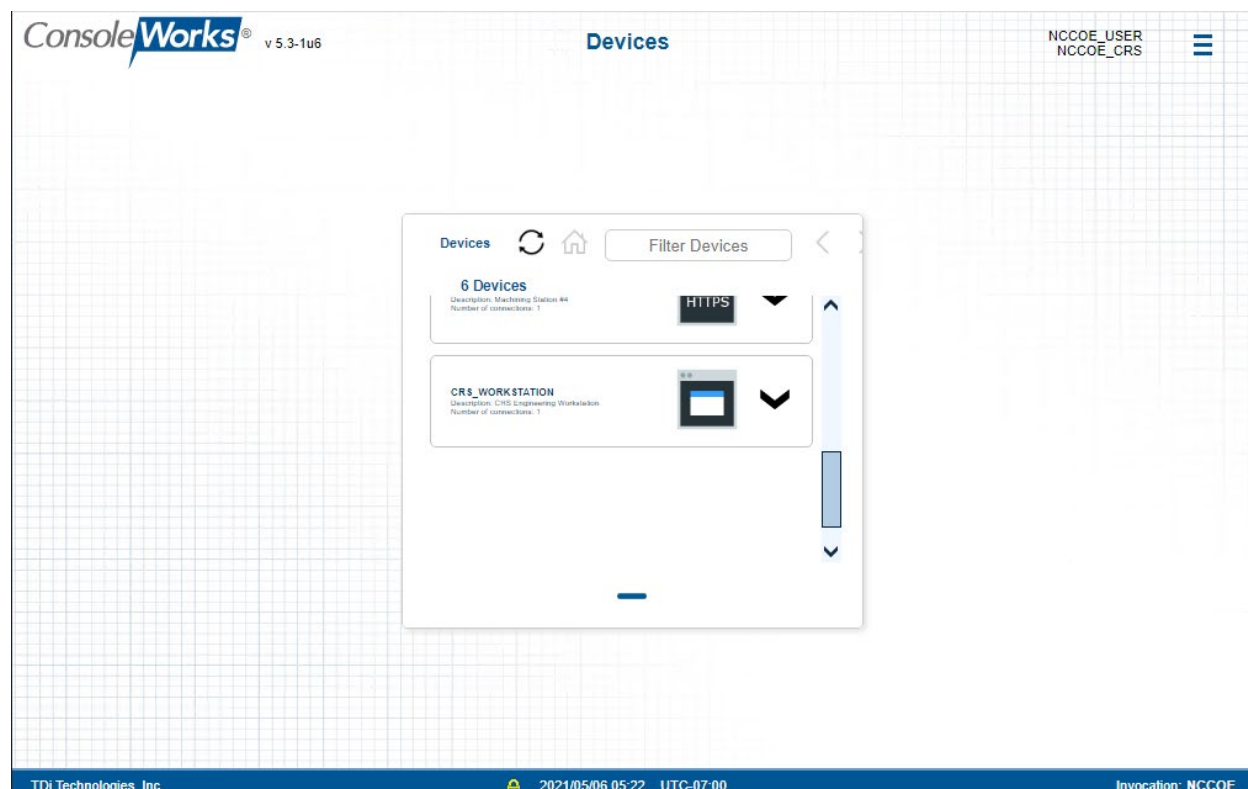 ConsoleWorks® v 5.3-1u6
Devices
NCCOE_USER
NCCOE_CRS
Devices
Filter Devices
6 Devices
Description: Machining Station #4
Number of connections: 1
HTTPS
CRS_WORKSTATION
Description: CRS Engineering Workstation
Number of connections: 1
TDi Technologies, Inc.
2021/05/06 05:22 UTC-07:00
Invocation: NCCOE